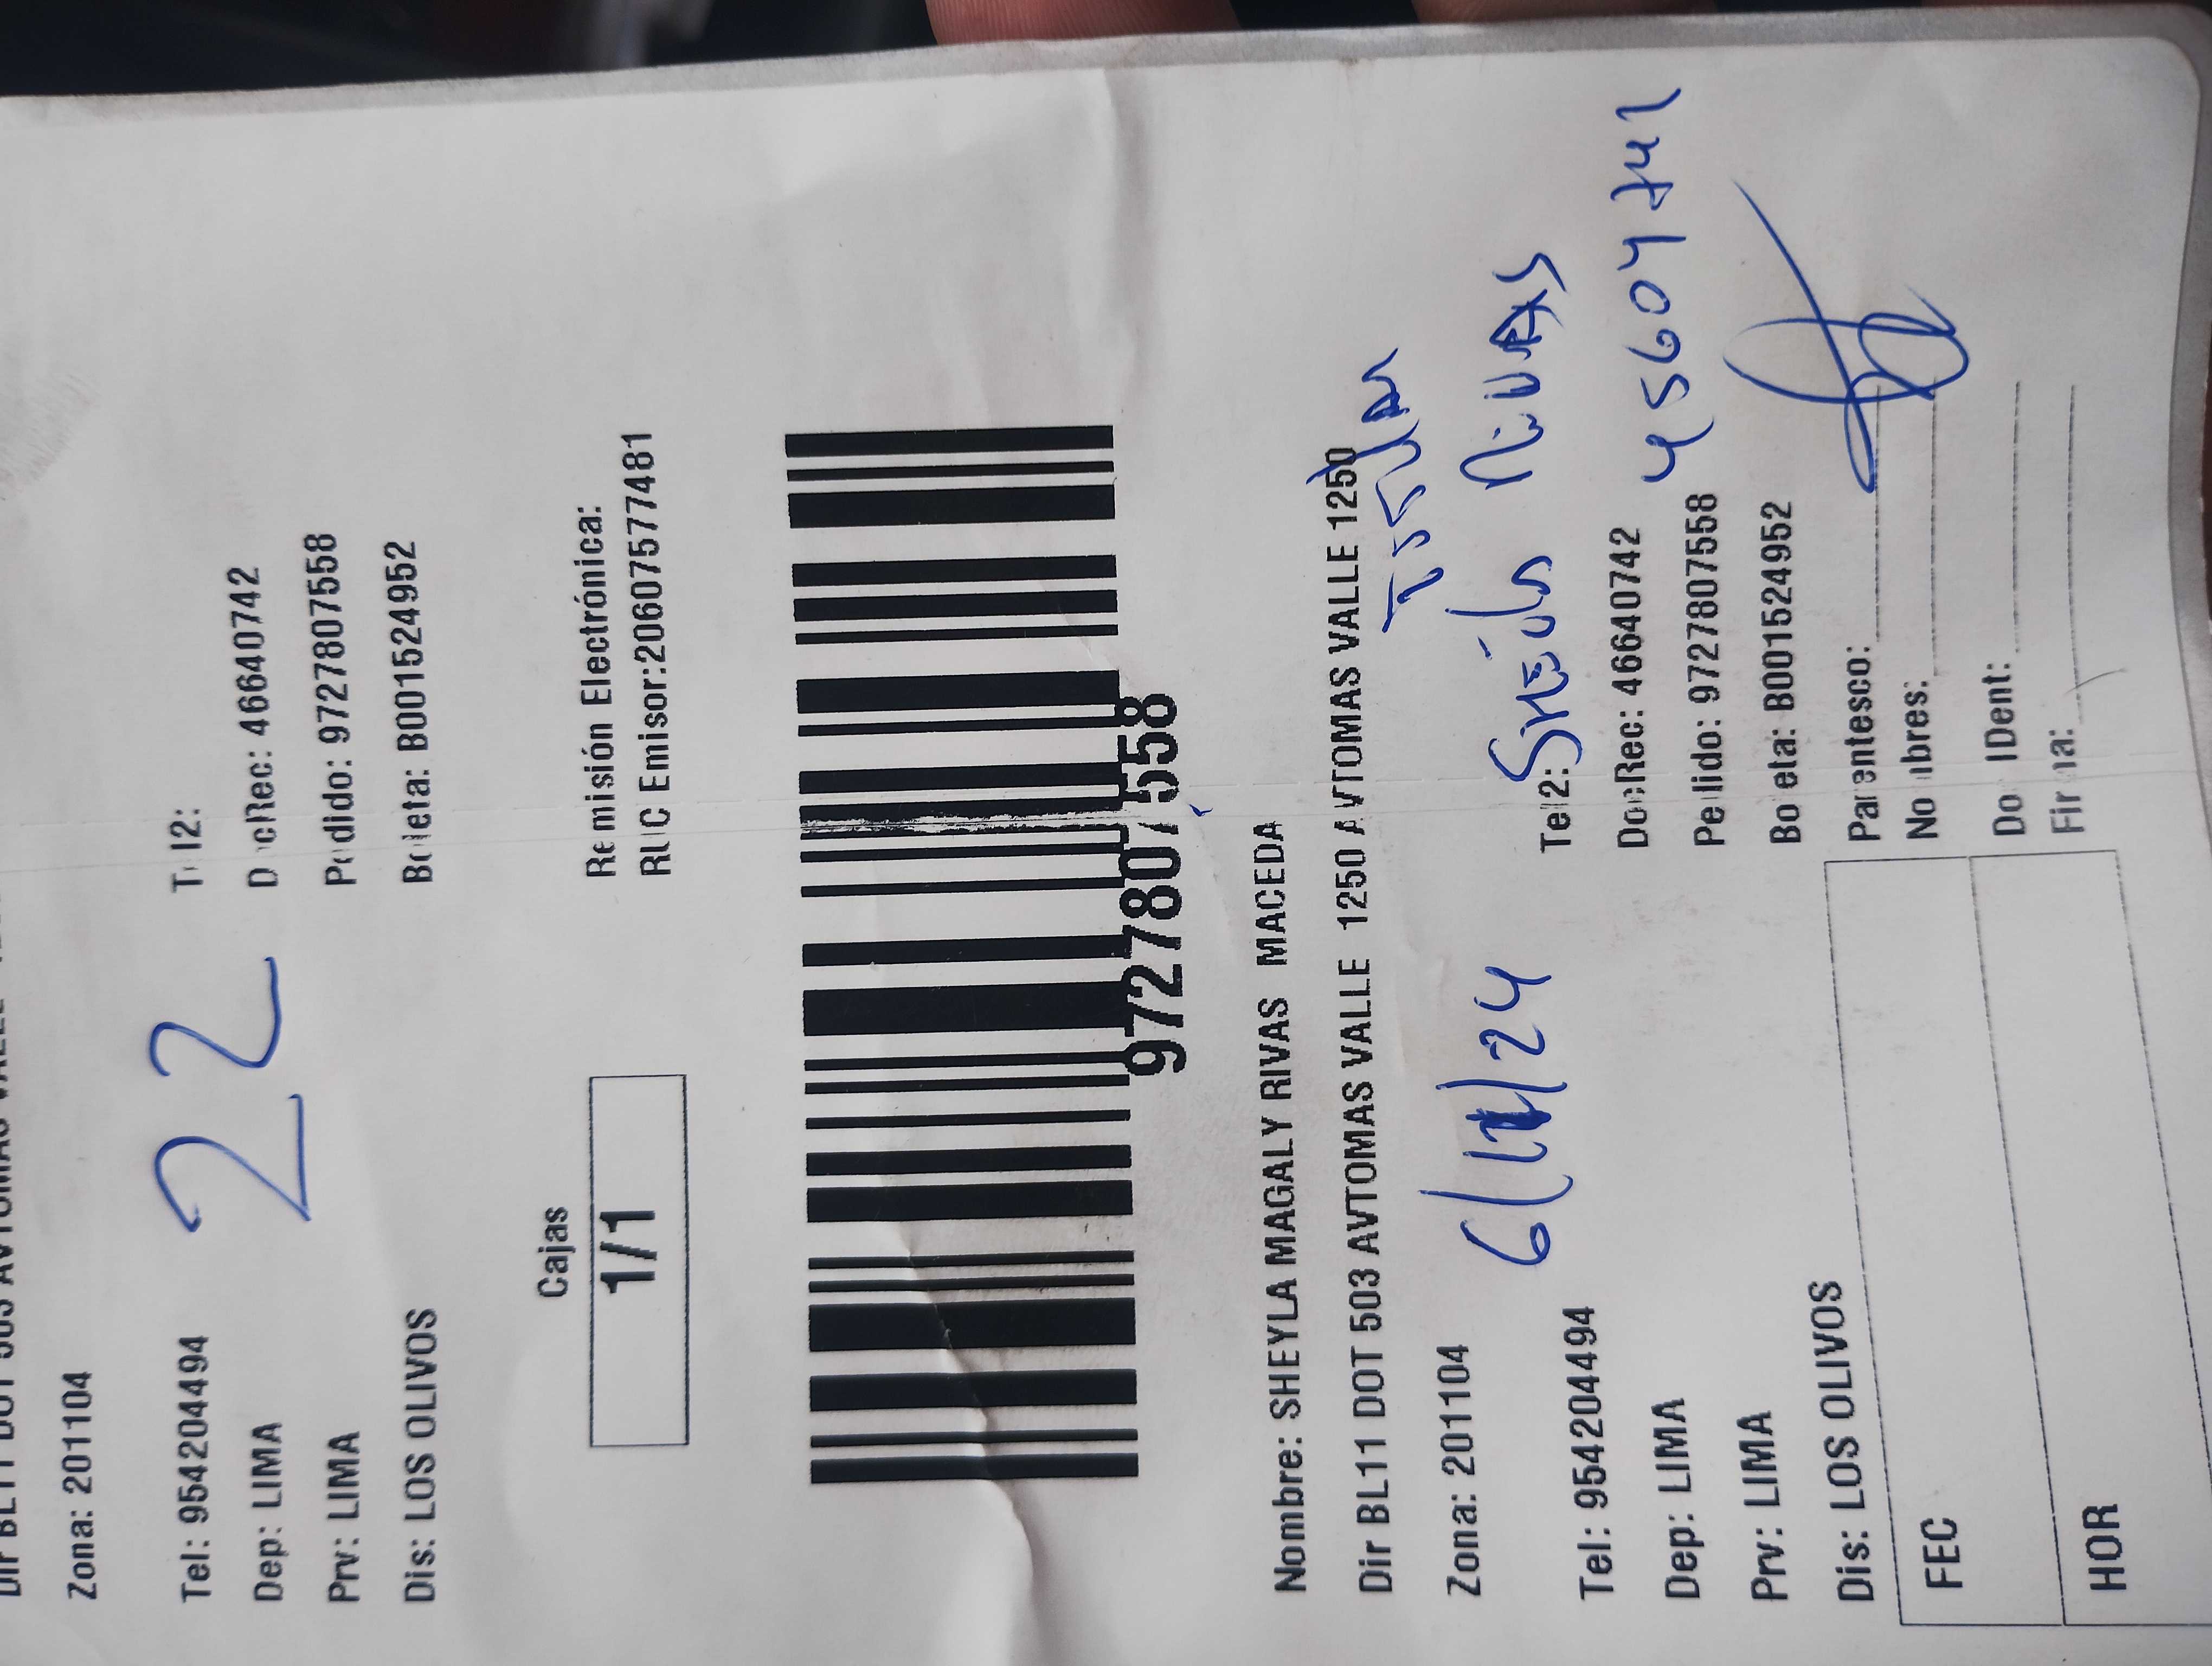 Zona: 201104
22
Tel: 954204494
Dep: LIMA
DocRec: 46640742
Prv: LIMA
Pedido: 9727807558
Dis: LOS OLIVOS
Boleta: B001524952
Cajas
1/1
Remisión Electrónica:
RUC Emisor:20607577481
9727807558
Nombre: SHEYLA MAGALY RIVAS MACEDA
Dir BL11 DOT 503 AVTOMAS VALLE 1250 AVTOMAS VALLE 1250
6/11/24
Zona: 201104
Tel2:
Rivas
Tel: 954204494
DocRec: 46640742
Dep: LIMA
Pedido: 9727807558
Prv: LIMA
Boleta: B001524952
Dis: LOS OLIVOS
Parentesco:
FEC
Nombres:
Doc IDent:
HOR
Firma: